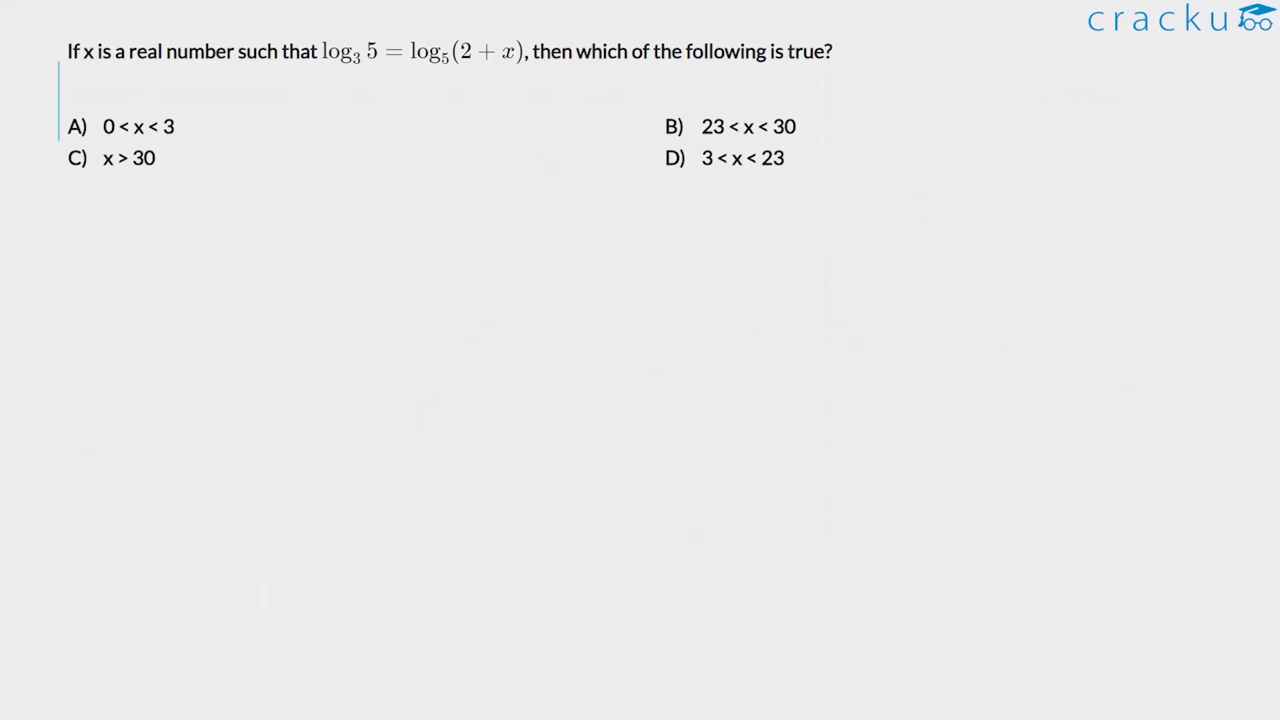 cracku
If x is a real number such that log₃ 5 = log₅(2 + x), then which of the following is true?
A) 0 < x < 3 B) 23 < x < 30
C) x > 30 D) 3 < x < 23